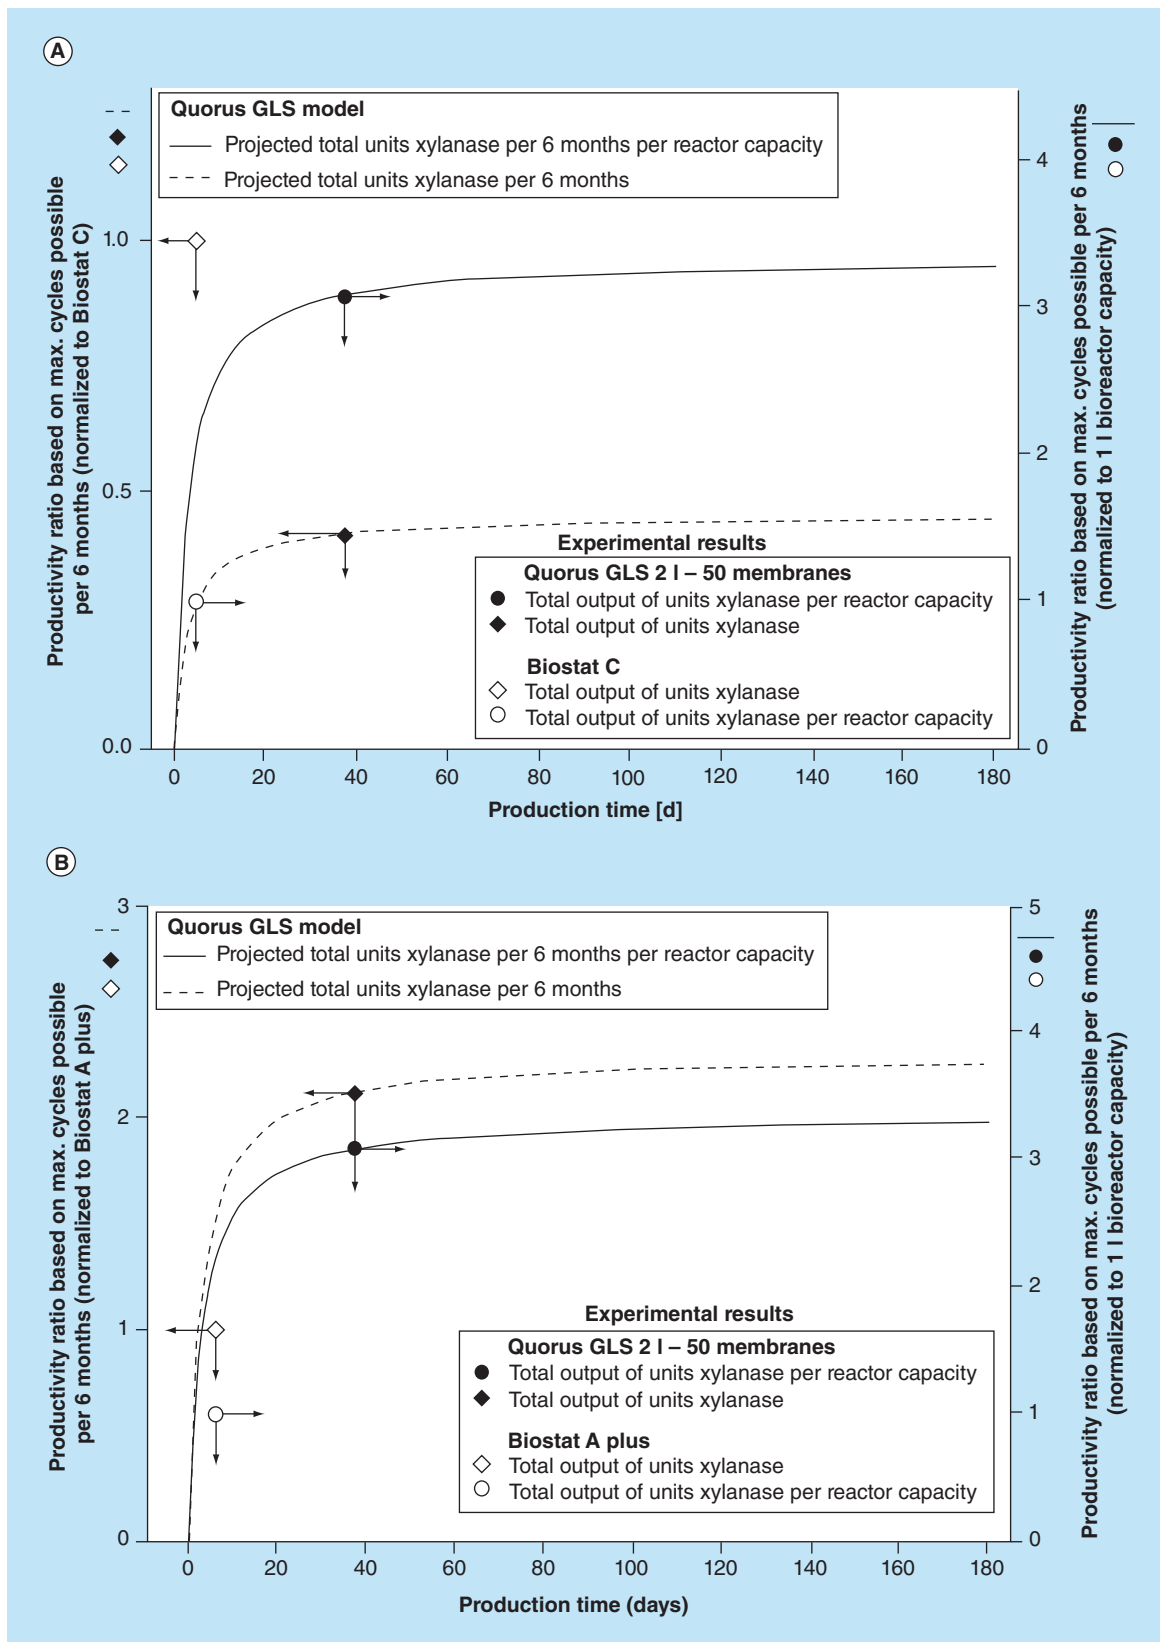 A
Quorus GLS model
Projected total units xylanase per 6 months per reactor capacity
Projected total units xylanase per 6 months
Productivity ratio based on max. cycles possible
per 6 months (normalized to Biostat C)
1.0
0.5
0.0
Productivity ratio based on max. cycles possible per 6 months
(normalized to 1 l bioreactor capacity)
4
3
2
1
0
Experimental results
Quorus GLS 2 l – 50 membranes
Total output of units xylanase per reactor capacity
Total output of units xylanase
Biostat C
Total output of units xylanase
Total output of units xylanase per reactor capacity
0 20 40 60 80 100 120 140 160 180
Production time [d]
B
Quorus GLS model
Projected total units xylanase per 6 months per reactor capacity
Projected total units xylanase per 6 months
Productivity ratio based on max. cycles possible
per 6 months (normalized to Biostat A plus)
3
2
1
0
Productivity ratio based on max. cycles possible per 6 months
(normalized to 1 l bioreactor capacity)
5
4
3
2
1
0
Experimental results
Quorus GLS 2 l – 50 membranes
Total output of units xylanase per reactor capacity
Total output of units xylanase
Biostat A plus
Total output of units xylanase
Total output of units xylanase per reactor capacity
0 20 40 60 80 100 120 140 160 180
Production time (days)